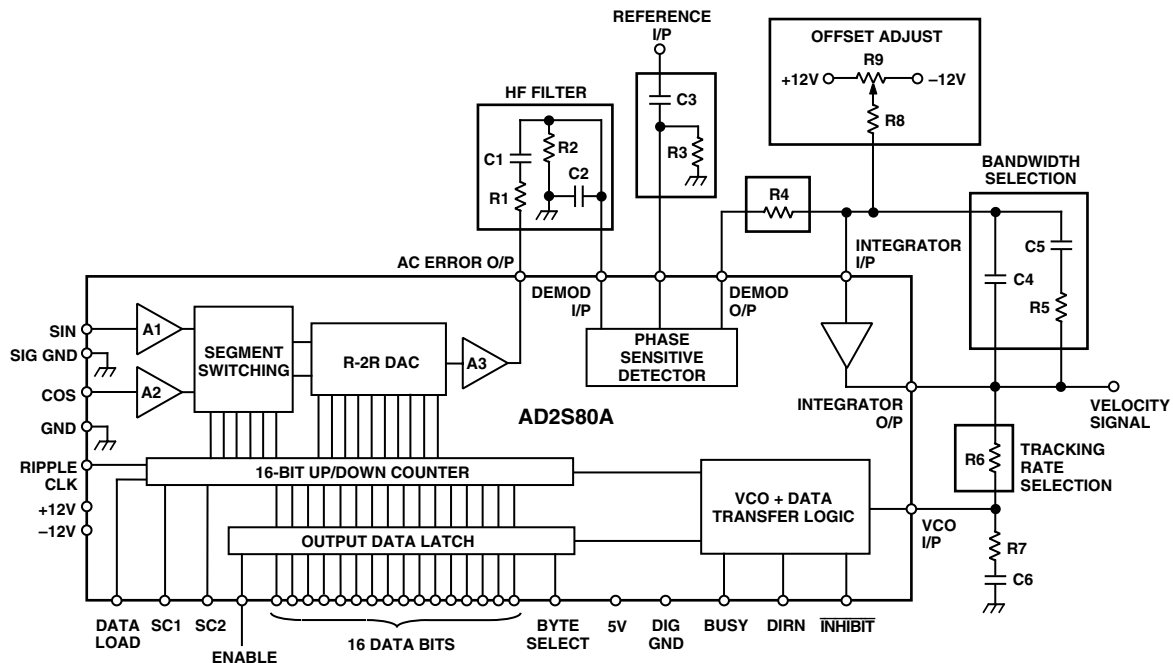 REFERENCE
I/P
OFFSET ADJUST
R9
+12V
–12V
R8
HF FILTER
C3
R3
C1
R2
C2
R1
BANDWIDTH
SELECTION
R4
C5
C4
R5
AC ERROR O/P
DEMOD
I/P
DEMOD
O/P
INTEGRATOR
I/P
SIN
A1
SIG GND
SEGMENT
SWITCHING
R-2R DAC
A3
PHASE
SENSITIVE
DETECTOR
COS
A2
AD2S80A
INTEGRATOR
O/P
VELOCITY
SIGNAL
GND
RIPPLE
CLK
16-BIT UP/DOWN COUNTER
R6
TRACKING
RATE
SELECTION
+12V
–12V
VCO + DATA
TRANSFER LOGIC
OUTPUT DATA LATCH
VCO
I/P
R7
C6
DATA
LOAD
SC1
SC2
ENABLE
16 DATA BITS
BYTE
SELECT
5V
DIG
GND
BUSY
DIRN
INHIBIT